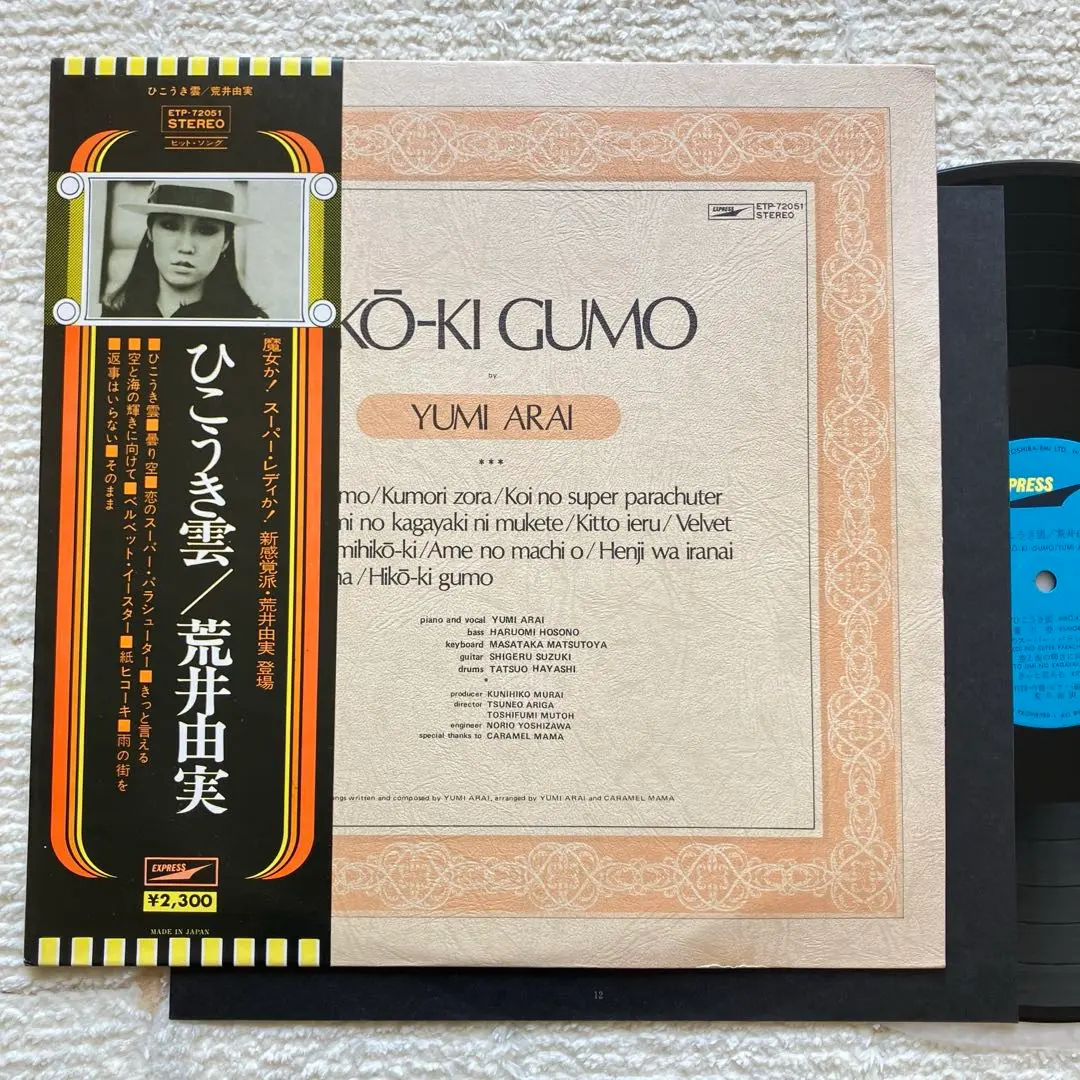 ひこうき雲/荒井由実
ETP-72051
STEREO
ヒット・ソング
魔女か!スーパー・レディか!新感覚派・荒井由実登場
ひこうき雲/荒井由実
■ひこうき雲■曇り空■恋のスーパー・パラシューター■きっと言える
■空と海の輝きに向けて■ベルベット・イースター■紙ヒコーキ■雨の街を
■返事はいらない■そのまま
EXPRESS
¥2,300
MADE IN JAPAN
EXPRESS
ETP-72051
STEREO
KŌ-KI GUMO
by
YUMI ARAI
***
mo/Kumori zora/Koi no super parachuter
mi no kagayaki ni mukete/Kitto ieru/Velvet
mihikō-ki/Ame no machi o/Henji wa iranai
na/Hikō-ki gumo
piano and vocal YUMI ARAI
bass HARUOMI HOSONO
keyboard MASATAKA MATSUTOYA
guitar SHIGERU SUZUKI
drums TATSUO HAYASHI
*
producer KUNIHIKO MURAI
director TSUNEO ARIGA
TOSHIFUMI MUTOH
engineer NORIO YOSHIZAWA
special thanks to CARAMEL MAMA
ngs written and composed by YUMI ARAI, arranged by YUMI ARAI and CARAMEL MAMA
12
PRESS